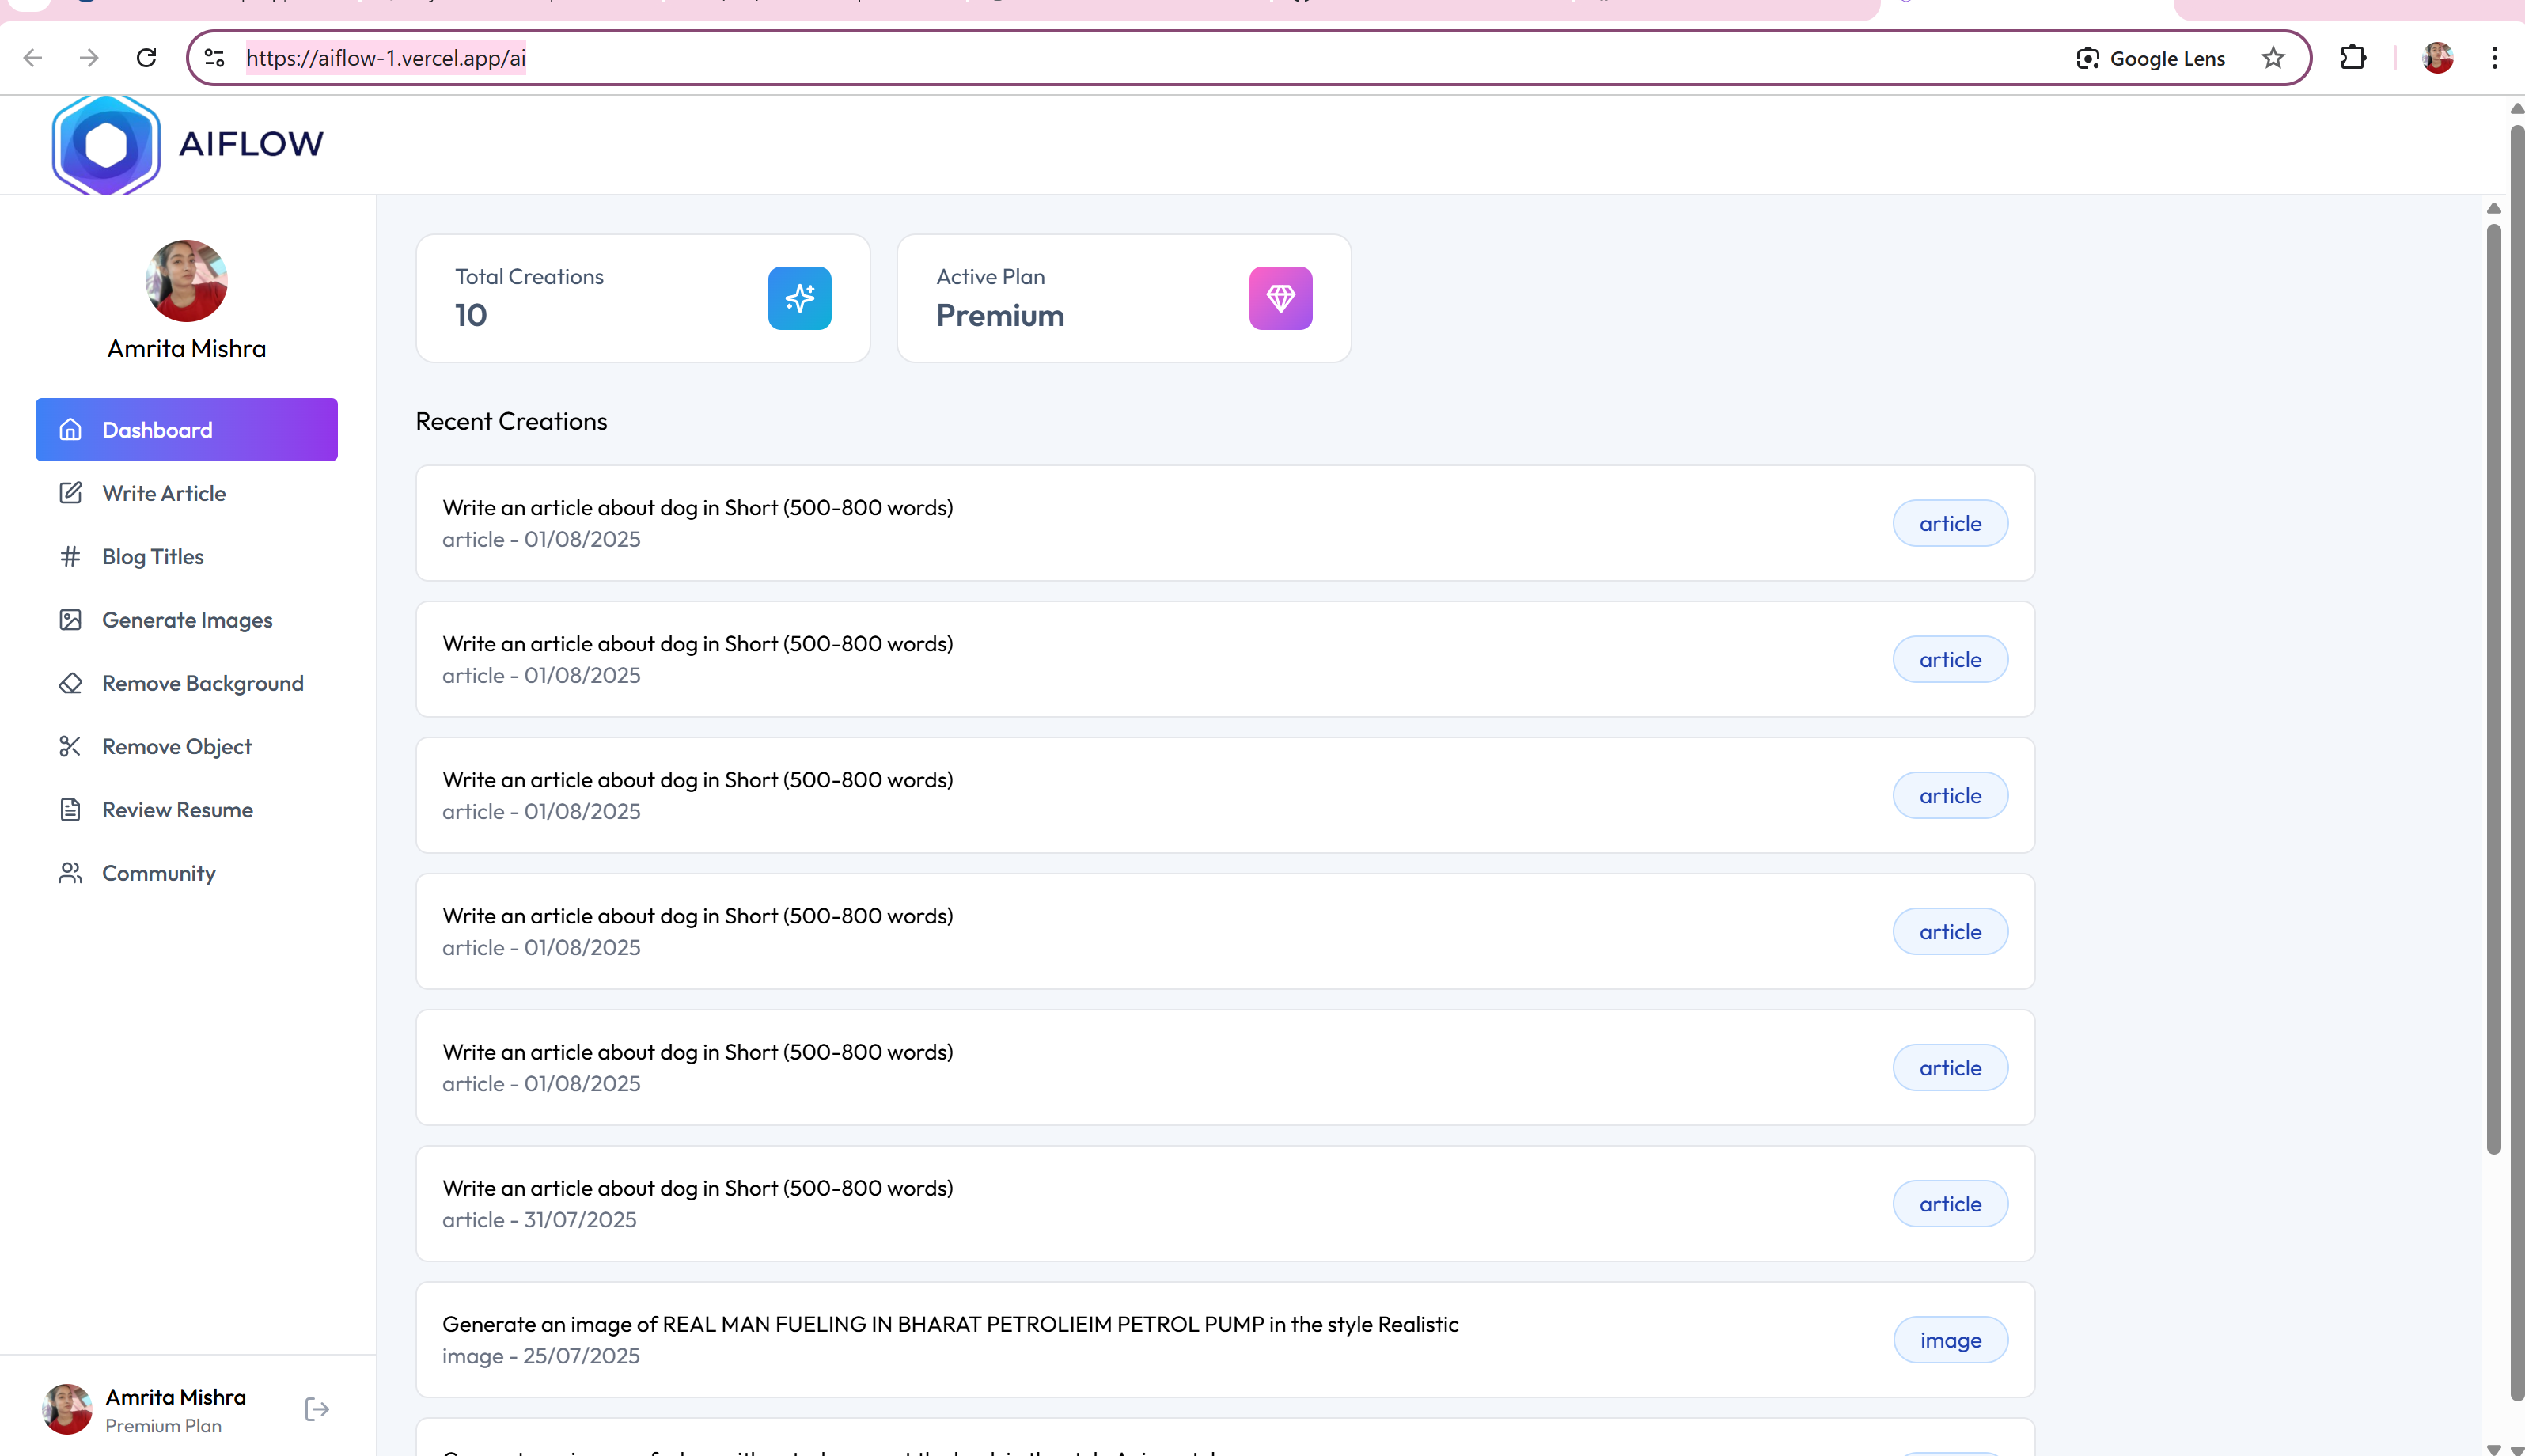 https://aiflow-1.vercel.app/ai
Google Lens
AIFLOW
Amrita Mishra
Dashboard
Write Article
Blog Titles
Generate Images
Remove Background
Remove Object
Review Resume
Community
Amrita Mishra
Premium Plan
Total Creations
10
Active Plan
Premium
Recent Creations
Write an article about dog in Short (500-800 words)
article - 01/08/2025
article
Write an article about dog in Short (500-800 words)
article - 01/08/2025
article
Write an article about dog in Short (500-800 words)
article - 01/08/2025
article
Write an article about dog in Short (500-800 words)
article - 01/08/2025
article
Write an article about dog in Short (500-800 words)
article - 01/08/2025
article
Write an article about dog in Short (500-800 words)
article - 31/07/2025
article
Generate an image of REAL MAN FUELING IN BHARAT PETROLIEIM PETROL PUMP in the style Realistic
image - 25/07/2025
image